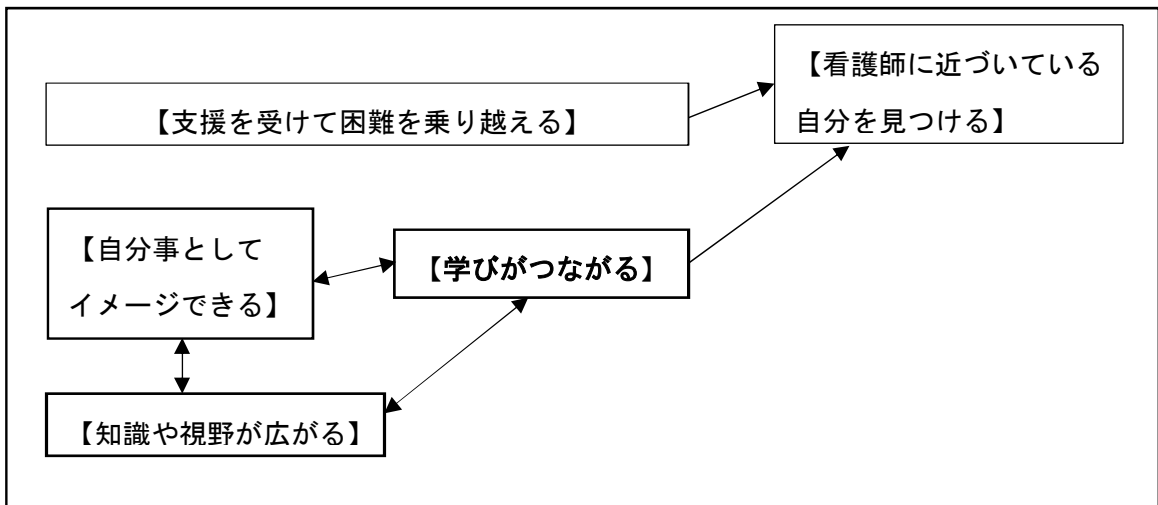 【看護師に近づいている
自分を見つける】
【支援を受けて困難を乗り越える】
【自分事として
イメージできる】
【学びがつながる】
【知識や視野が広がる】